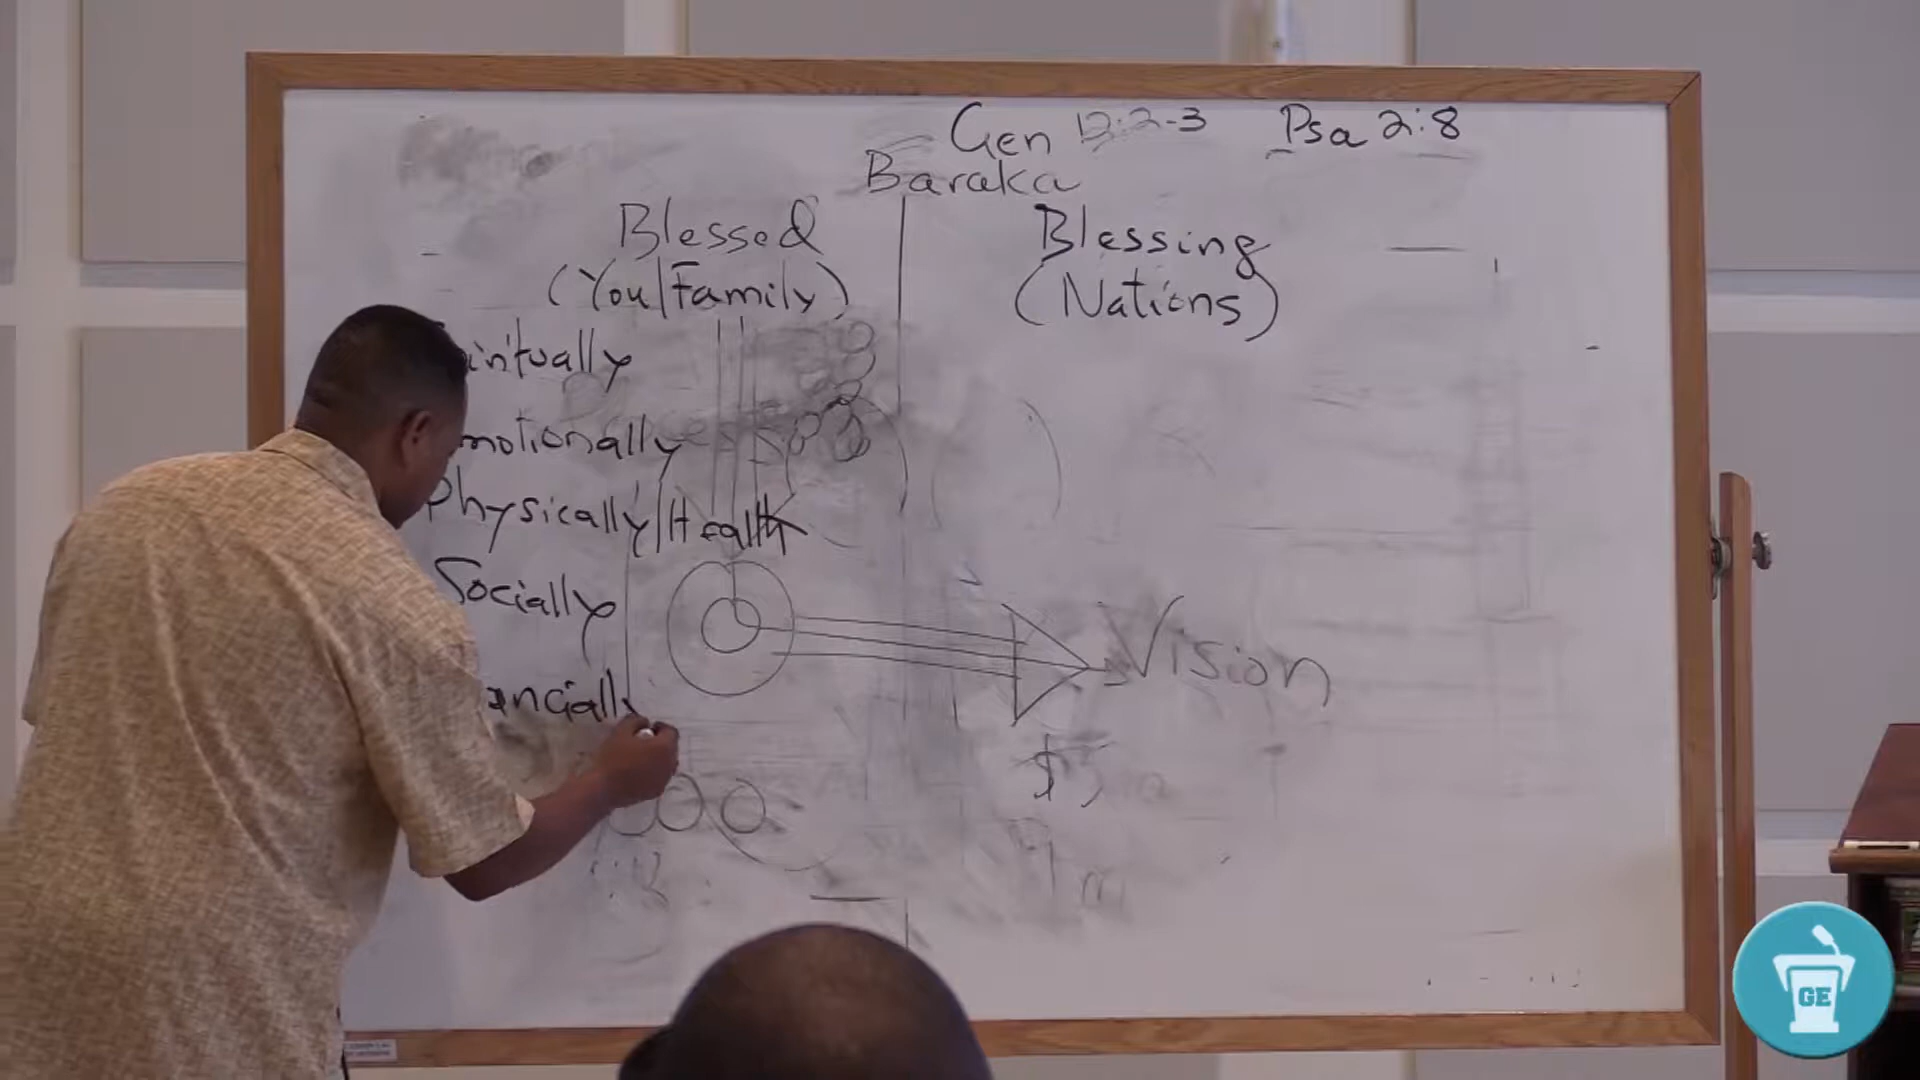 Gen 12:2-3 Psa 2:8
Baraka
Blessed Blessing
(You/Family) (Nations)
intually
motionally
Physically/Health
Socially
Vision
ancially
$5
GE